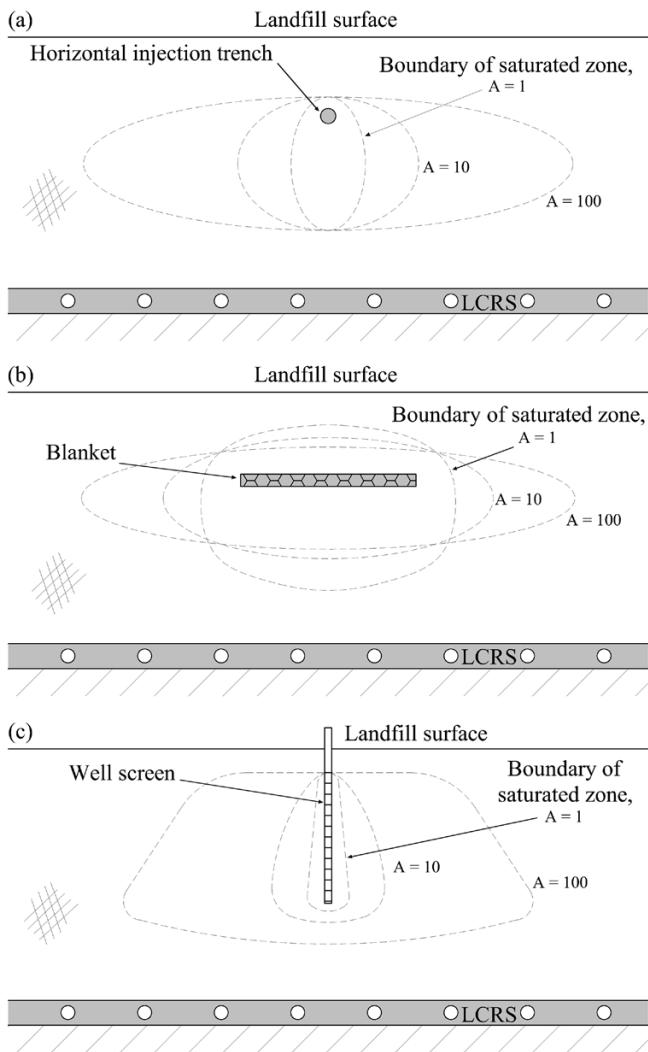 (a)
Landfill surface
Horizontal injection trench
Boundary of saturated zone,
A = 1
A = 10
A = 100
LCRS
(b)
Landfill surface
Boundary of saturated zone,
A = 1
Blanket
A = 10
A = 100
LCRS
(c)
Landfill surface
Well screen
Boundary of
saturated zone,
A = 1
A = 10
A = 100
LCRS